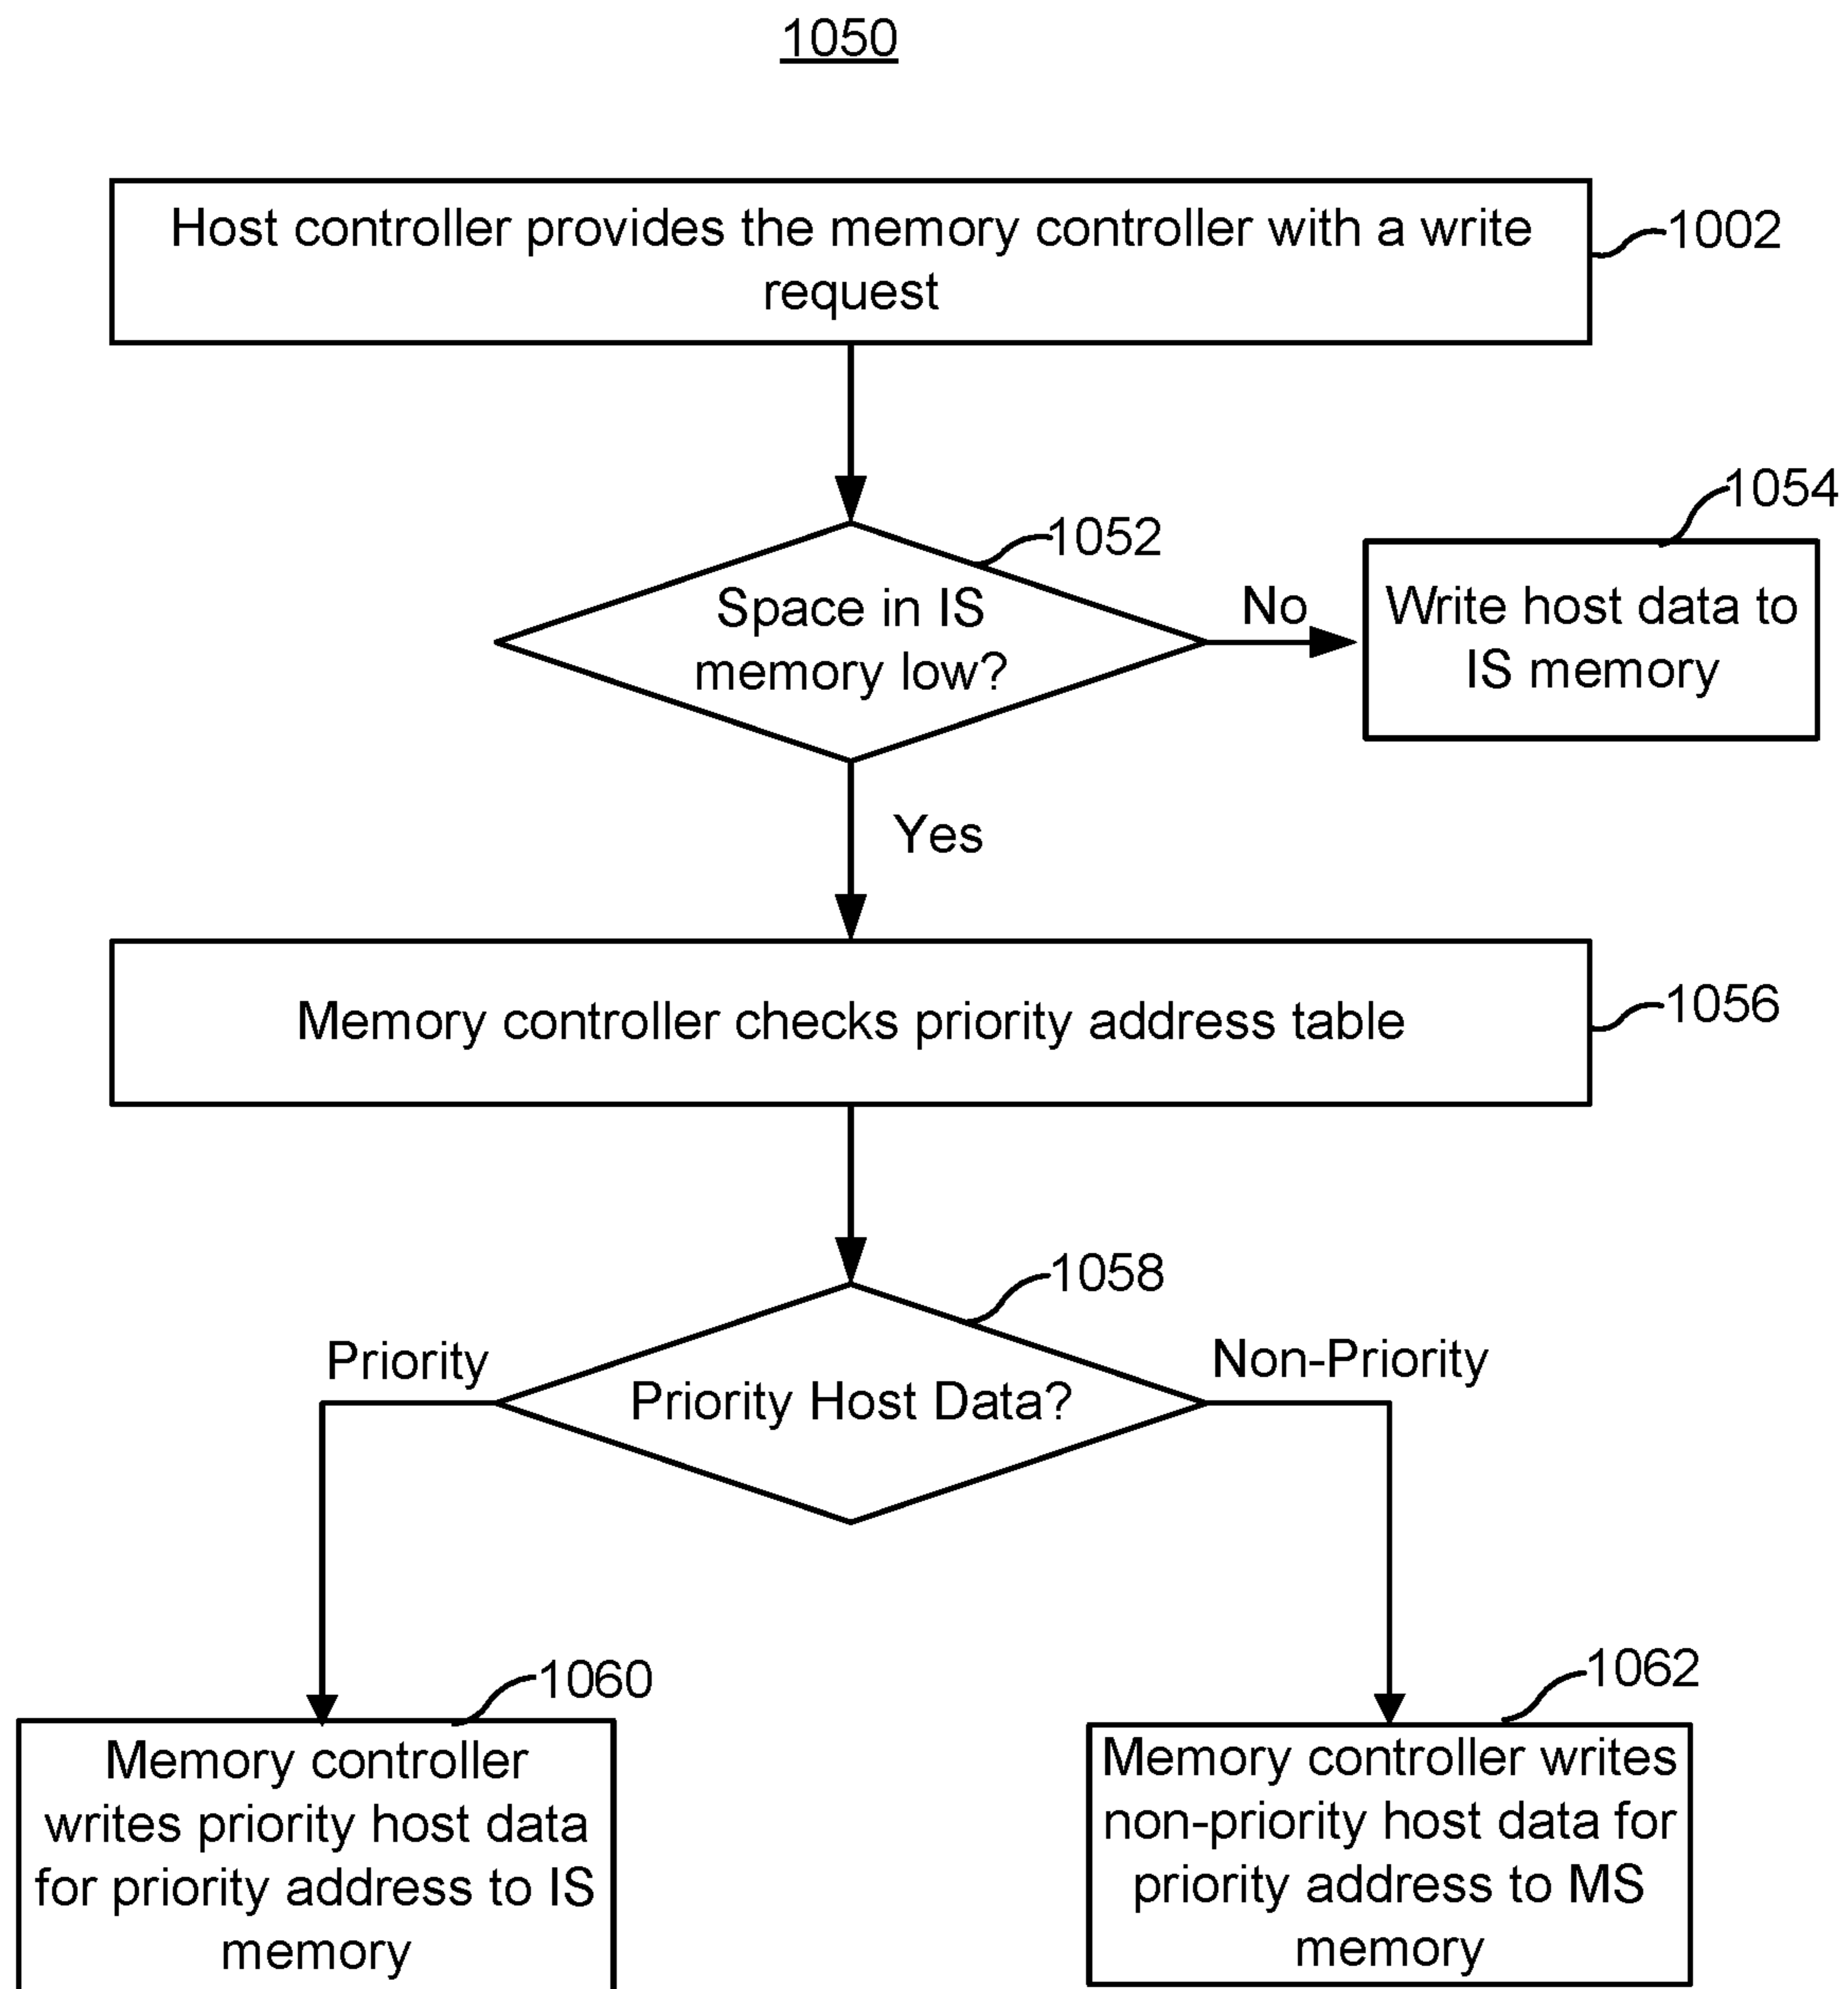 1050
Host controller provides the memory controller with a write
request
1002
1052
Space in IS
memory low?
No
1054
Write host data to
IS memory
Yes
Memory controller checks priority address table
1056
1058
Priority
Priority Host Data?
Non-Priority
1060
Memory controller
writes priority host data
for priority address to IS
memory
1062
Memory controller writes
non-priority host data for
priority address to MS
memory